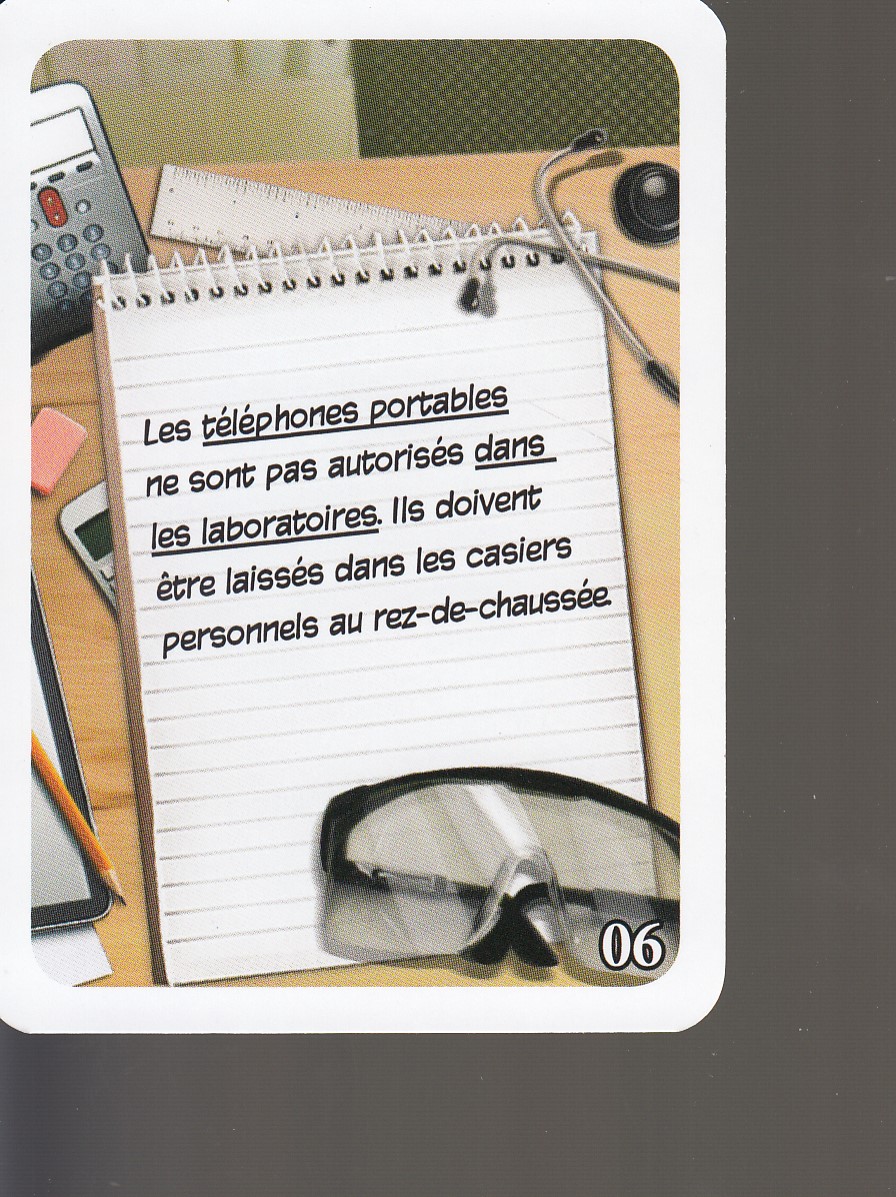 Les téléphones portables
ne sont pas autorisés dans
les laboratoires. Ils doivent
être laissés dans les casiers
personnels au rez-de-chaussée.
06